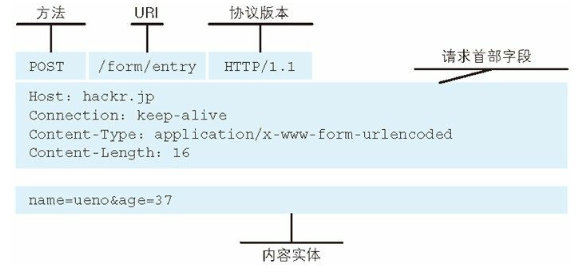 方法 URI 协议版本
POST /form/entry HTTP/1.1
请求首部字段
Host: hackr.jp
Connection: keep-alive
Content-Type: application/x-www-form-urlencoded
Content-Length: 16
name=ueno&age=37
内容实体